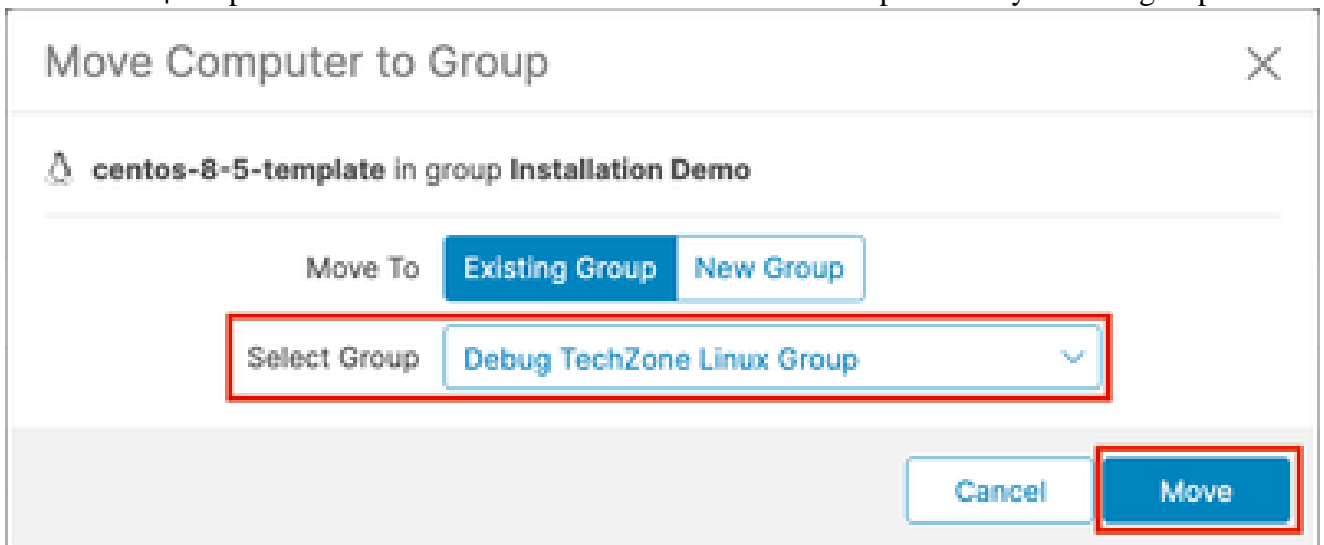 Move Computer to Group
centos-8-5-template in group Installation Demo
Move To Existing Group New Group
Select Group Debug TechZone Linux Group
Cancel Move